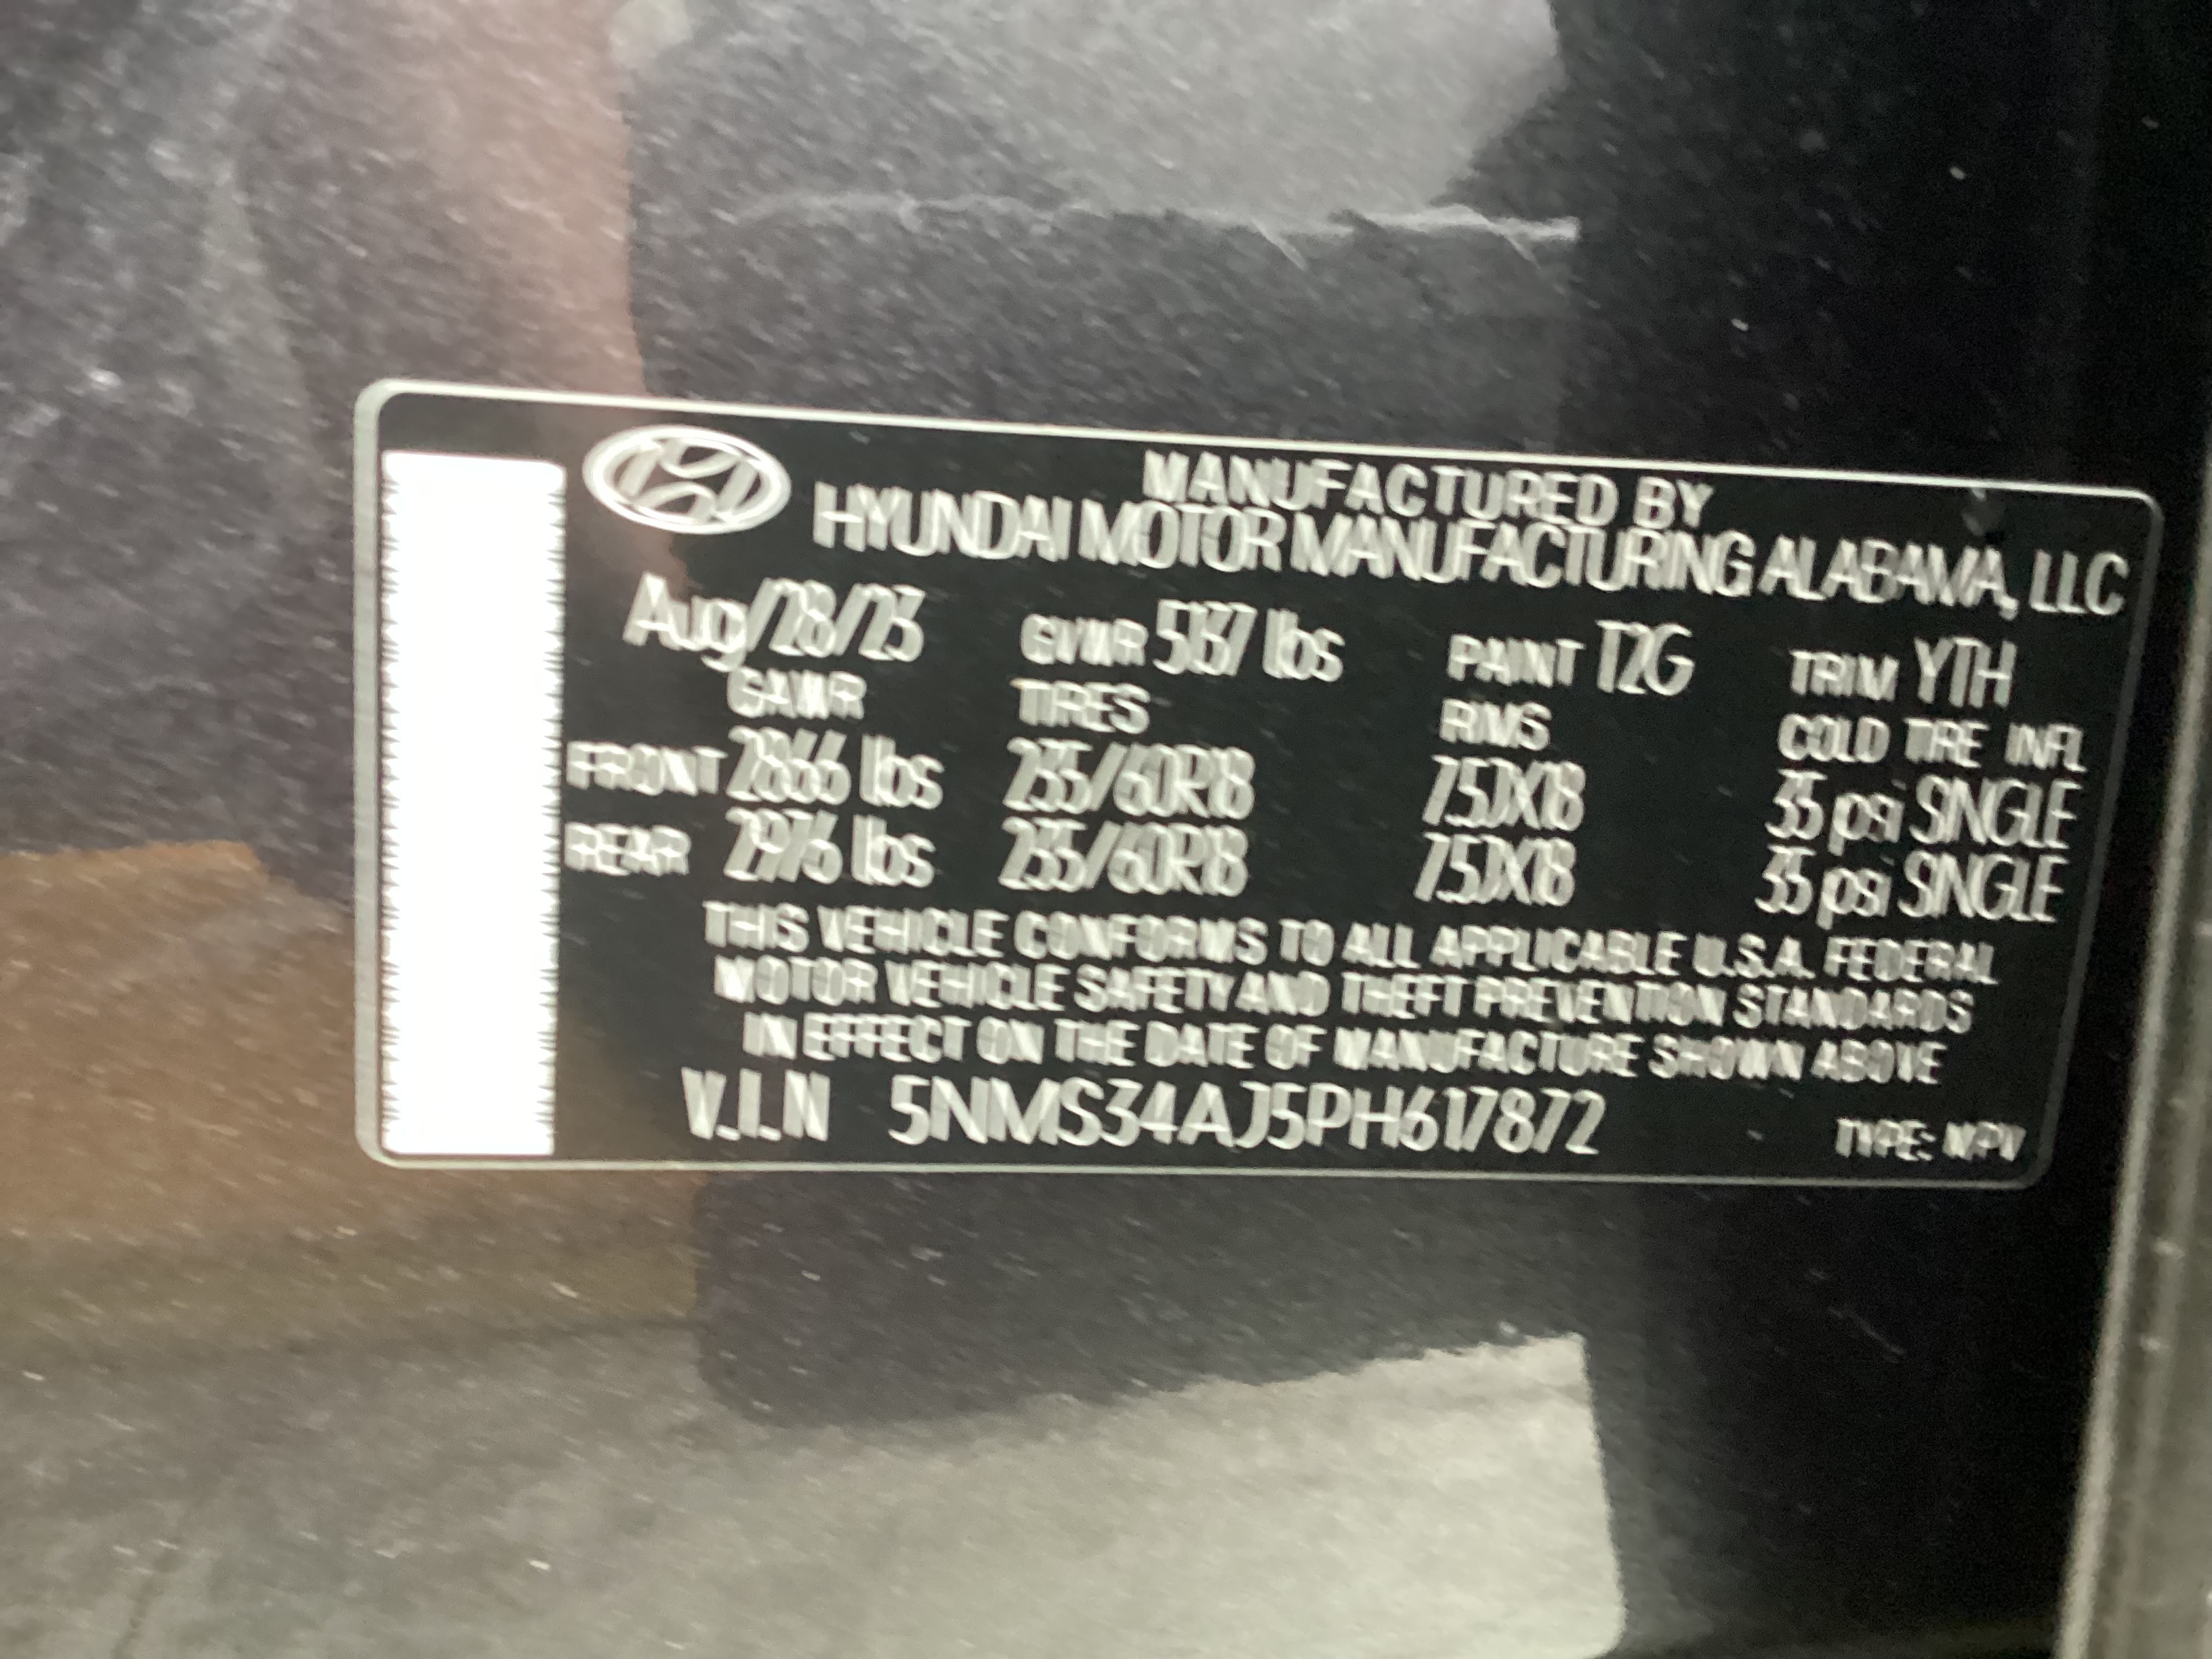 MANUFACTURED BY
HYUNDAI MOTOR MANUFACTURING ALABAMA, LLC
Aug/28/23 GVWR 5137 lbs PAINT T2G TRIM YTH
GAWR TIRES RIMS COLD TIRE INFL
FRONT 2866 lbs 235/60R18 7.5JX18 35 psi SINGLE
REAR 2976 lbs 235/60R18 7.5JX18 35 psi SINGLE
THIS VEHICLE CONFORMS TO ALL APPLICABLE U.S.A. FEDERAL
MOTOR VEHICLE SAFETY AND THEFT PREVENTION STANDARDS
IN EFFECT ON THE DATE OF MANUFACTURE SHOWN ABOVE
V.I.N 5NMS34AJ5PH617872 TYPE: MPV